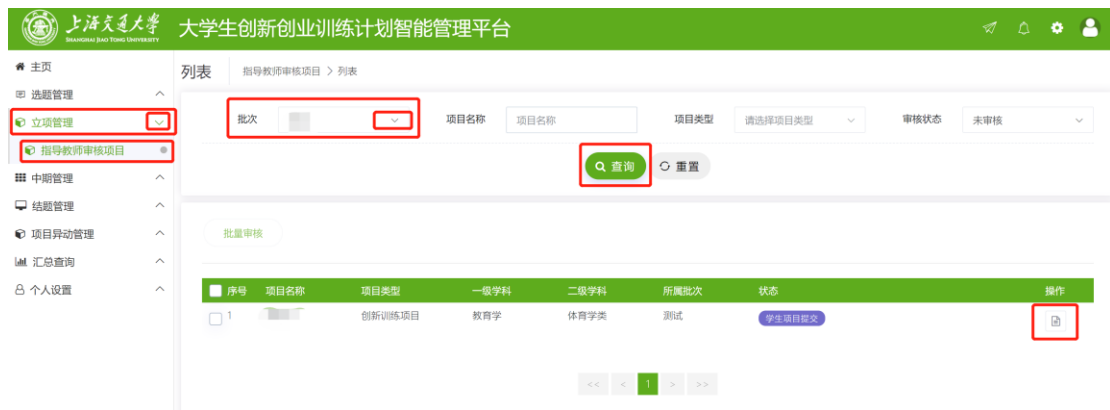 上海交通大学
SHANGHAI JIAO TONG UNIVERSITY
大学生创新创业训练计划智能管理平台
主页
选题管理
立项管理
指导教师审核项目
中期管理
结题管理
项目异动管理
汇总查询
个人设置
列表 指导教师审核项目 > 列表
批次 项目名称 项目名称 项目类型 请选择项目类型 审核状态 未审核
查询 重置
批量审核
序号 项目名称 项目类型 一级学科 二级学科 所属批次 状态 操作
1 创新训练项目 教育学 体育学类 测试 学生项目提交
<< < 1 > >>